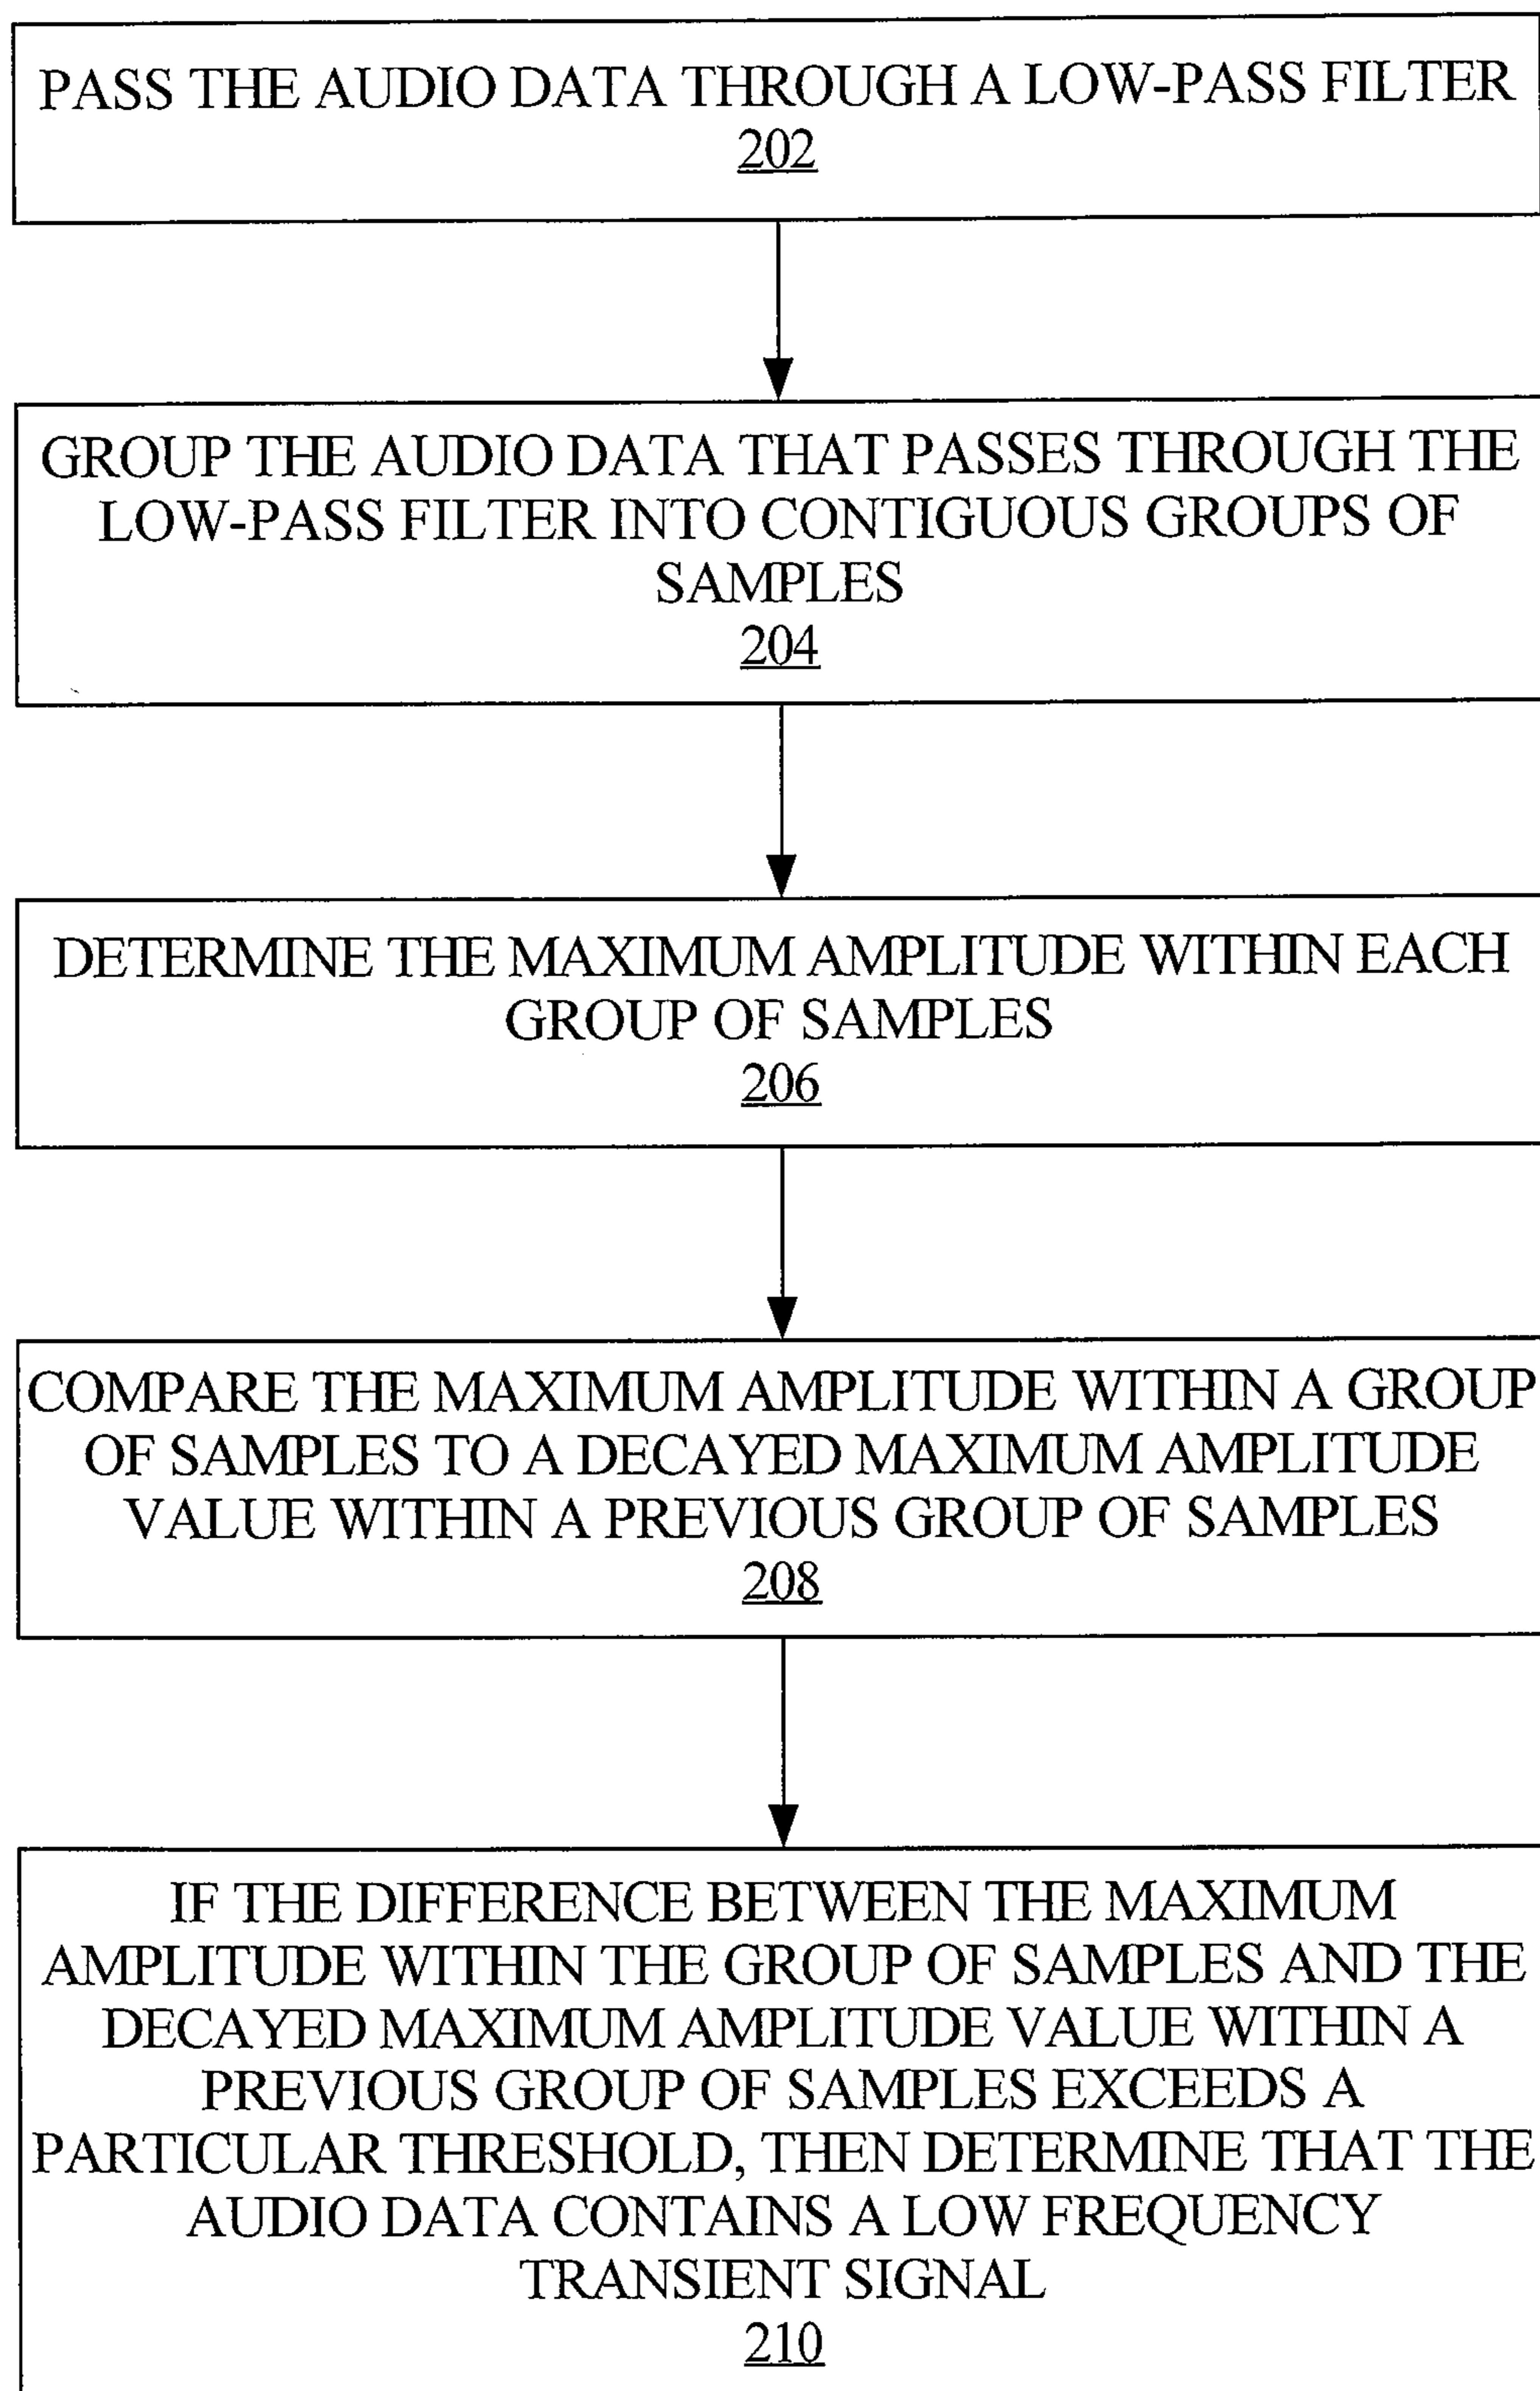 PASS THE AUDIO DATA THROUGH A LOW-PASS FILTER
202
GROUP THE AUDIO DATA THAT PASSES THROUGH THE
LOW-PASS FILTER INTO CONTIGUOUS GROUPS OF
SAMPLES
204
DETERMINE THE MAXIMUM AMPLITUDE WITHIN EACH
GROUP OF SAMPLES
206
COMPARE THE MAXIMUM AMPLITUDE WITHIN A GROUP
OF SAMPLES TO A DECAYED MAXIMUM AMPLITUDE
VALUE WITHIN A PREVIOUS GROUP OF SAMPLES
208
IF THE DIFFERENCE BETWEEN THE MAXIMUM
AMPLITUDE WITHIN THE GROUP OF SAMPLES AND THE
DECAYED MAXIMUM AMPLITUDE VALUE WITHIN A
PREVIOUS GROUP OF SAMPLES EXCEEDS A
PARTICULAR THRESHOLD, THEN DETERMINE THAT THE
AUDIO DATA CONTAINS A LOW FREQUENCY
TRANSIENT SIGNAL
210